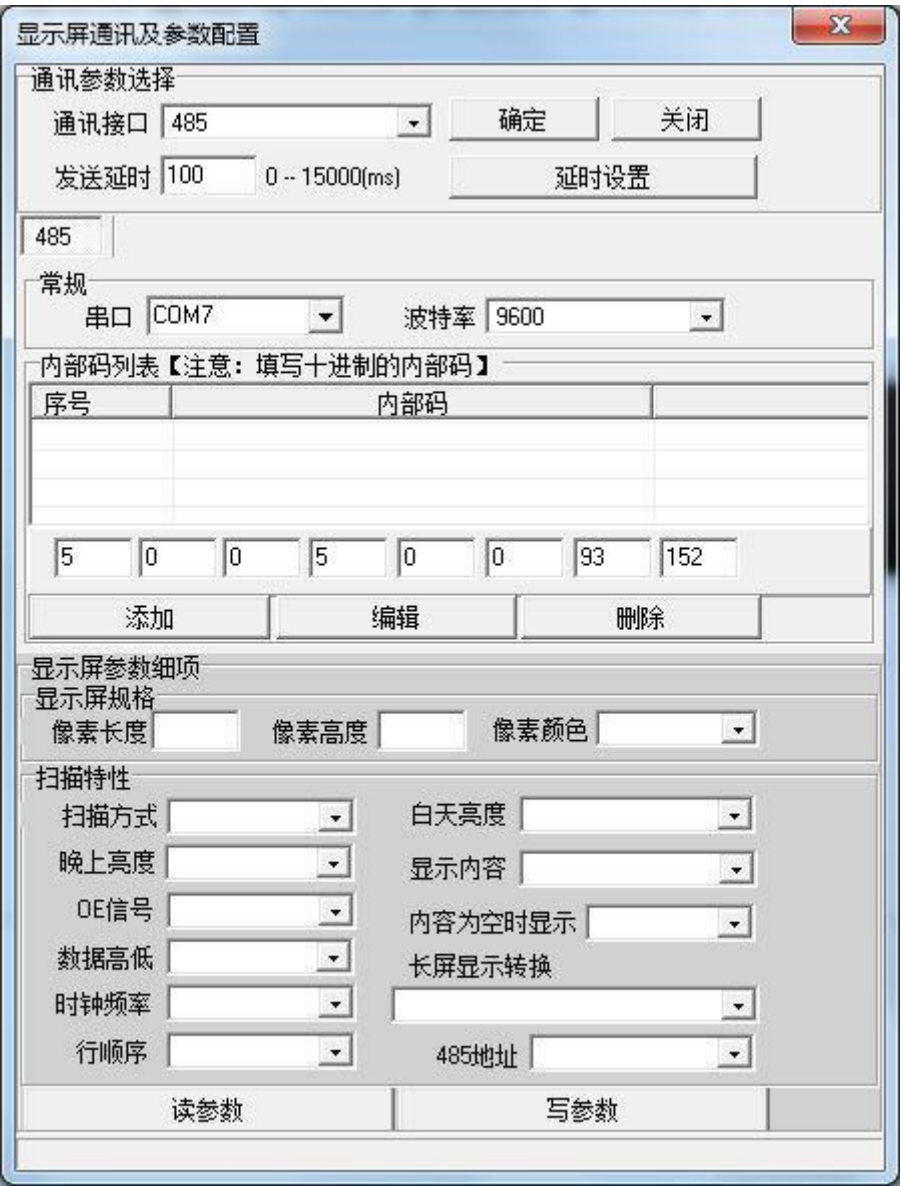 显示屏通讯及参数配置
通讯参数选择
通讯接口 485 确定 关闭
发送延时 100 0 -- 15000(ms) 延时设置
485
常规
串口 COM7 波特率 9600
内部码列表【注意：填写十进制的内部码】
序号 内部码
5 0 0 5 0 0 93 152
添加 编辑 删除
显示屏参数细项
显示屏规格
像素长度 像素高度 像素颜色
扫描特性
扫描方式 白天亮度
晚上亮度 显示内容
OE信号 内容为空时显示
数据高低 长屏显示转换
时钟频率
行顺序 485地址
读参数 写参数